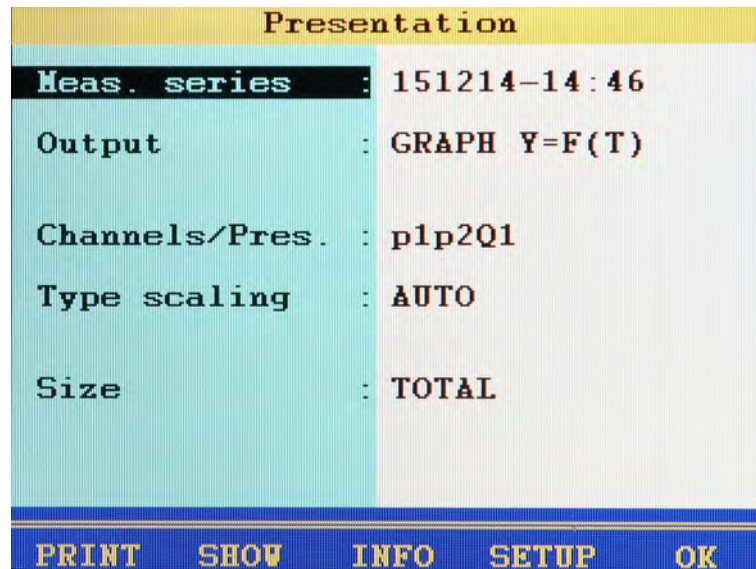 Presentation
Meas. series : 151214-14:46
Output : GRAPH Y=F(T)
Channels/Pres. : p1p2Q1
Type scaling : AUTO
Size : TOTAL
PRINT SHOW INFO SETUP OK